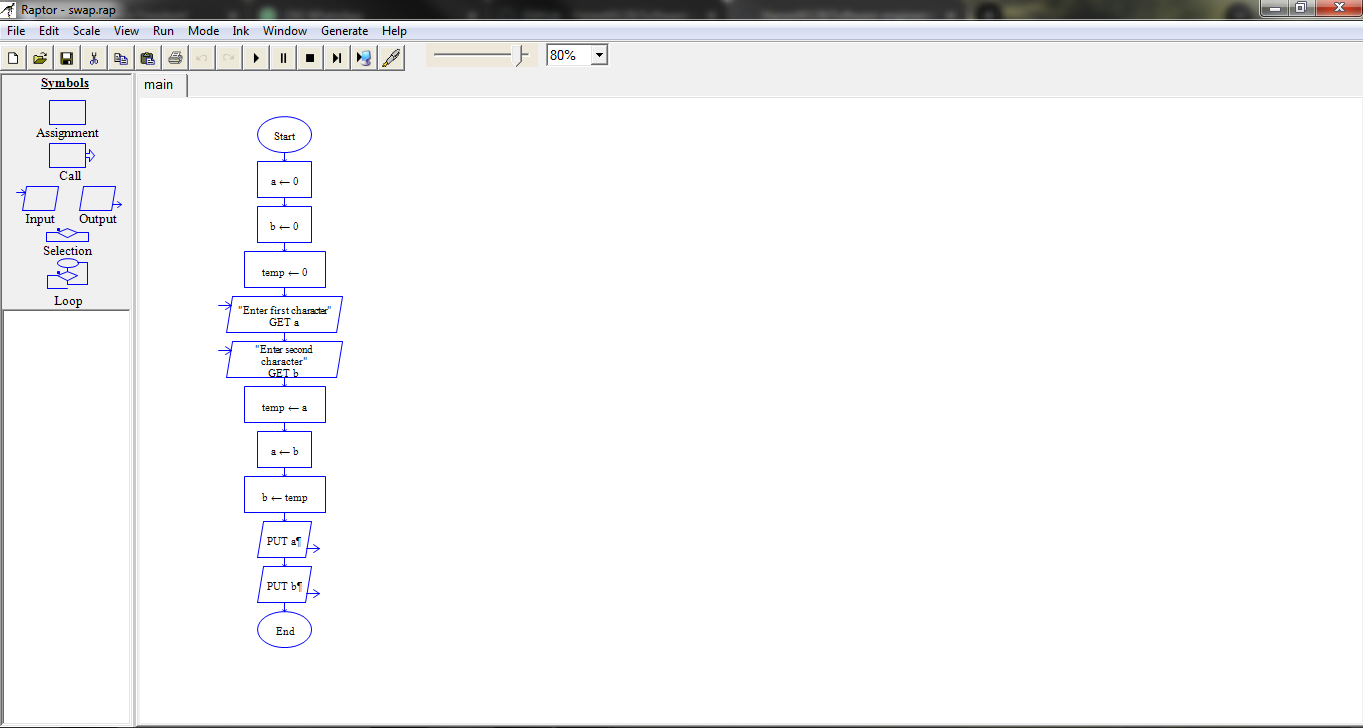 Raptor - swap.rap
File Edit Scale View Run Mode Ink Window Generate Help
80%
Symbols
Assignment
Call
Input Output
Selection
Loop
main
Start
a ← 0
b ← 0
temp ← 0
"Enter first character"
GET a
"Enter second
character"
GET b
temp ← a
a ← b
b ← temp
PUT a¶
PUT b¶
End